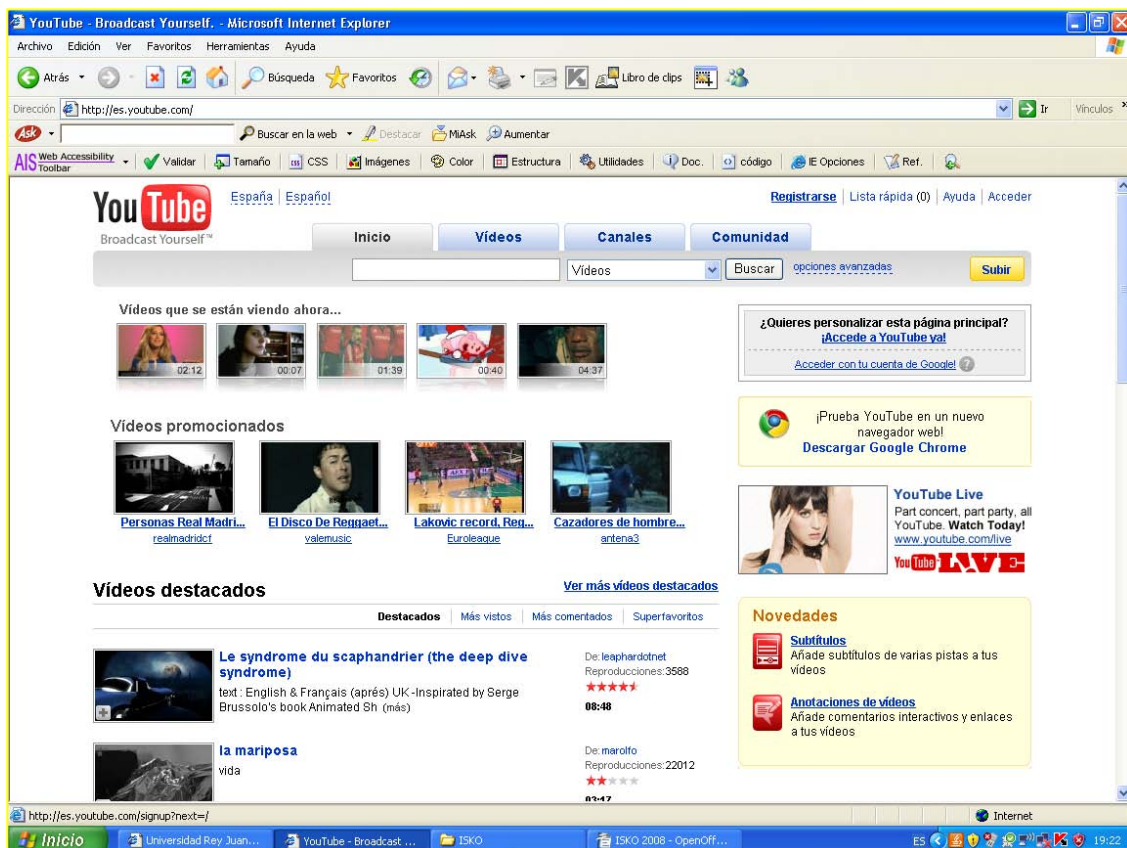 YouTube - Broadcast Yourself. - Microsoft Internet Explorer
Archivo Edición Ver Favoritos Herramientas Ayuda
Atrás Búsqueda Favoritos Libro de clips
Dirección http://es.youtube.com/ Ir Vínculos »
Ask Buscar en la web Destacar MiAsk Aumentar
AIS Web Accessibility Toolbar Validar Tamaño CSS Imágenes Color Estructura Utilidades Doc. código IE Opciones Ref.
YouTube España Español Registrarse Lista rápida (0) Ayuda Acceder
Broadcast Yourself™ Inicio Vídeos Canales Comunidad
Vídeos Buscar opciones avanzadas Subir
Vídeos que se están viendo ahora...
02:12 00:07 01:39 00:40 04:37
¿Quieres personalizar esta página principal?
¡Accede a YouTube ya!
Acceder con tu cuenta de Google! ?
Vídeos promocionados
Personas Real Madri... El Disco De Reggaet... Lakovic record, Reg... Cazadores de hombre...
realmadridcf valemusic Euroleague antena3
¡Prueba YouTube en un nuevo
navegador web!
Descargar Google Chrome
YouTube Live
Part concert, part party, all
YouTube. Watch Today!
www.youtube.com/live
YouTube LIVE
Vídeos destacados Ver más vídeos destacados
Destacados Más vistos Más comentados Superfavoritos
Le syndrome du scaphandrier (the deep dive
syndrome)
text : English & Français (aprés) UK-Inspirated by Serge
Brussolo's book Animated Sh (más)
De: leaphardotnet
Reproducciones: 3588
08:48
la mariposa
vida
De: marolfo
Reproducciones: 22012
03:17
Novedades
Subtítulos
Añade subtítulos de varias pistas a tus
vídeos
Anotaciones de vídeos
Añade comentarios interactivos y enlaces
a tus vídeos
http://es.youtube.com/signup?next=/ Internet
Inicio Universidad Rey Juan... YouTube - Broadcast ... ISKO ISKO 2008 - OpenOff... ES 19:22